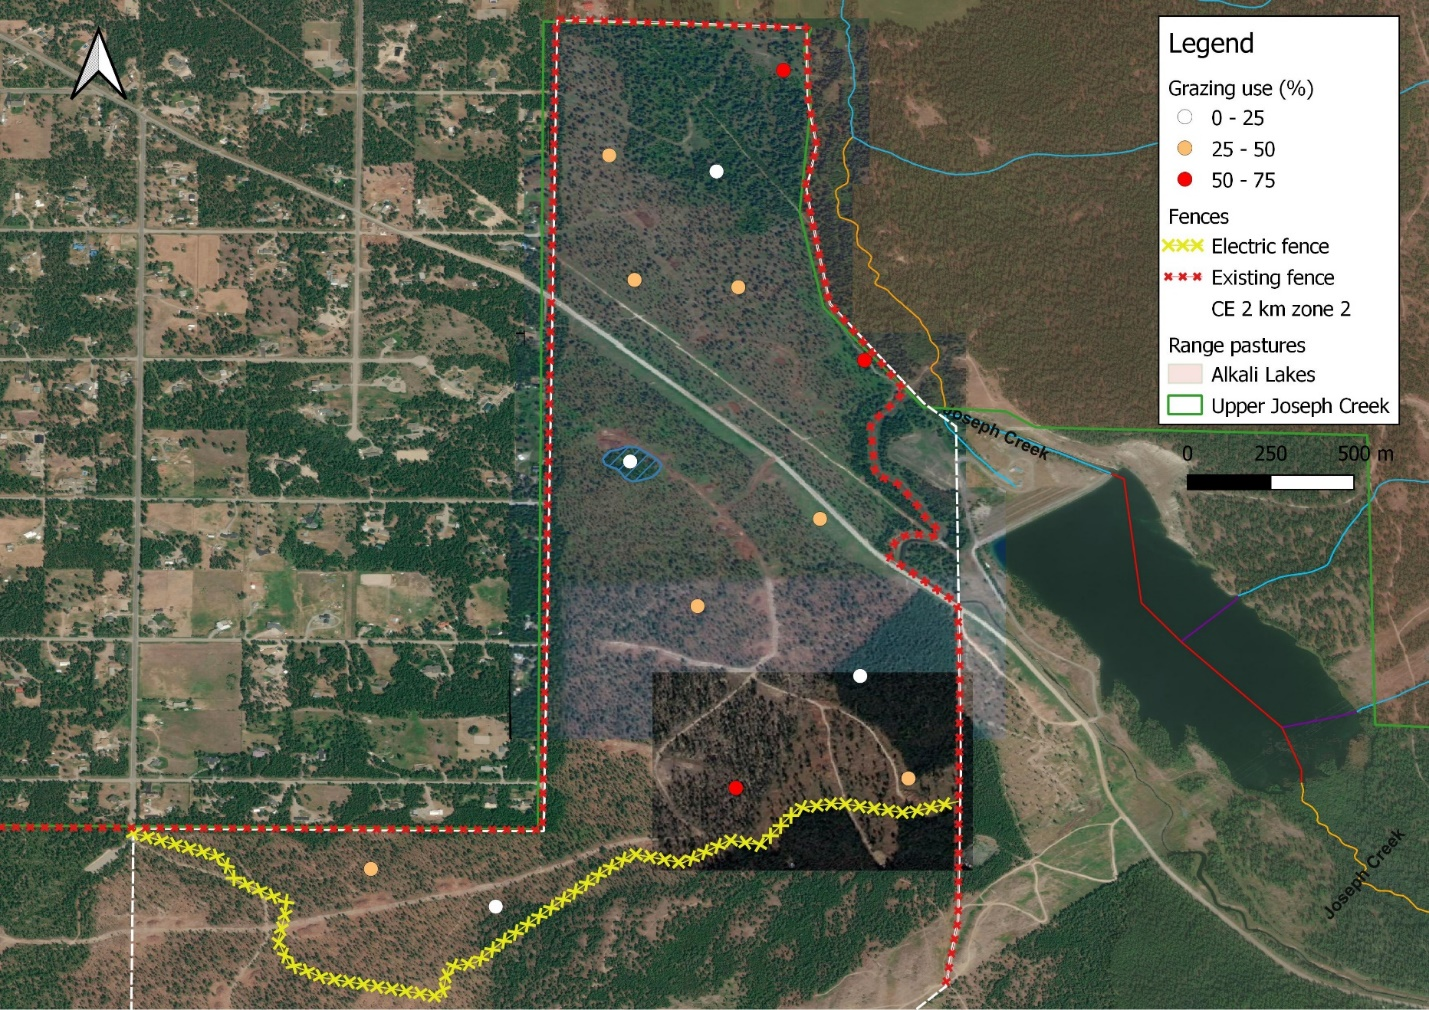 Legend
Grazing use (%)
0 - 25
25 - 50
50 - 75
Fences
Electric fence
Existing fence
CE 2 km zone 2
Range pastures
Alkali Lakes
Upper Joseph Creek
Joseph Creek
0 250 500 m
Joseph Creek